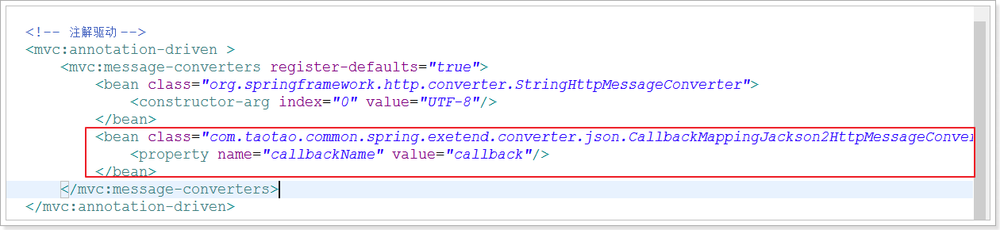 <!-- 注解驱动 -->
<mvc:annotation-driven >
<mvc:message-converters register-defaults="true">
<bean class="org.springframework.http.converter.StringHttpMessageConverter">
<constructor-arg index="0" value="UTF-8"/>
</bean>
<bean class="com.taotao.common.spring.exetend.converter.json.CallbackMappingJackson2HttpMessageConver
<property name="callbackName" value="callback"/>
</bean>
</mvc:message-converters>
</mvc:annotation-driven>